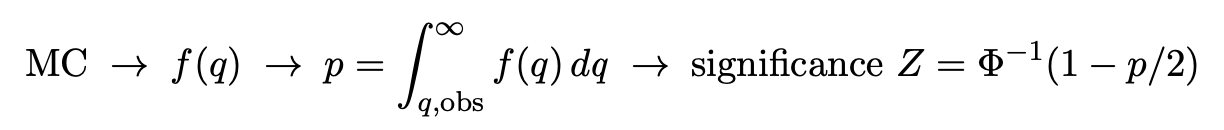 MC → f(q) → p = ∫_{q,obs}^{∞} f(q) dq → significance Z = Φ⁻¹(1 − p/2)